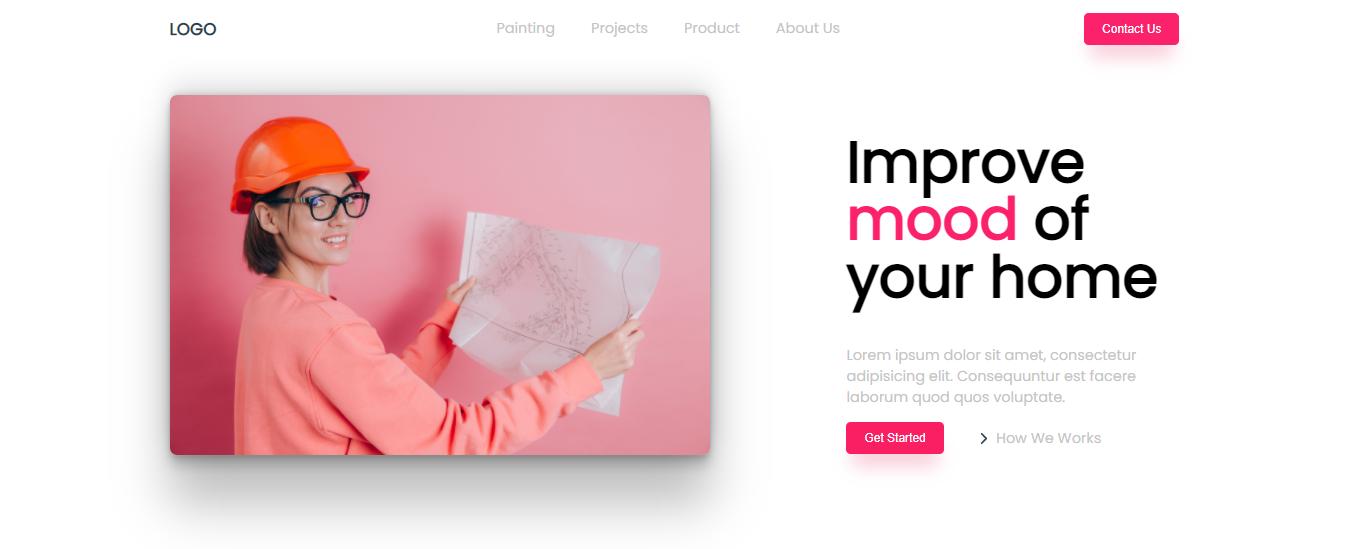 LOGO
Painting
Projects
Product
About Us
Contact Us
Improve
mood of
your home
Lorem ipsum dolor sit amet, consectetur
adipisicing elit. Consequuntur est facere
laborum quod quos voluptate.
Get Started
How We Works